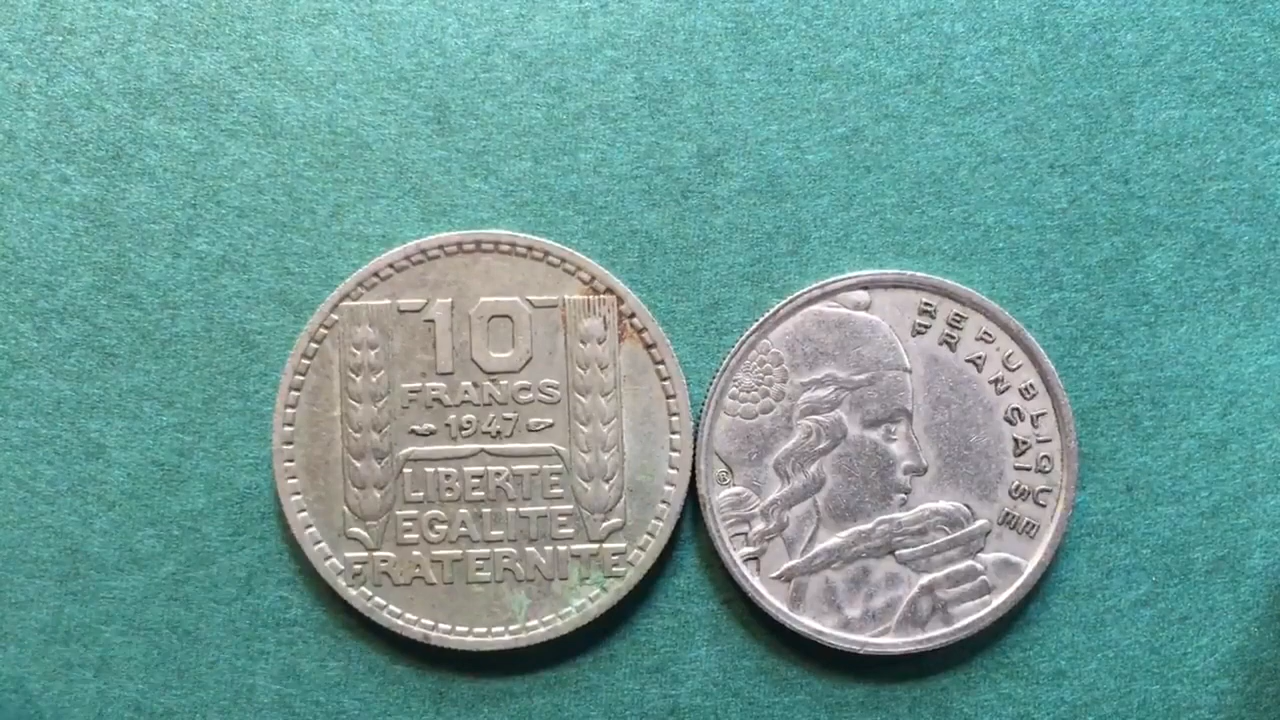 10
FRANCS
1947
LIBERTE
EGALITE
FRATERNITE
REPUBLIQUE
FRANÇAISE